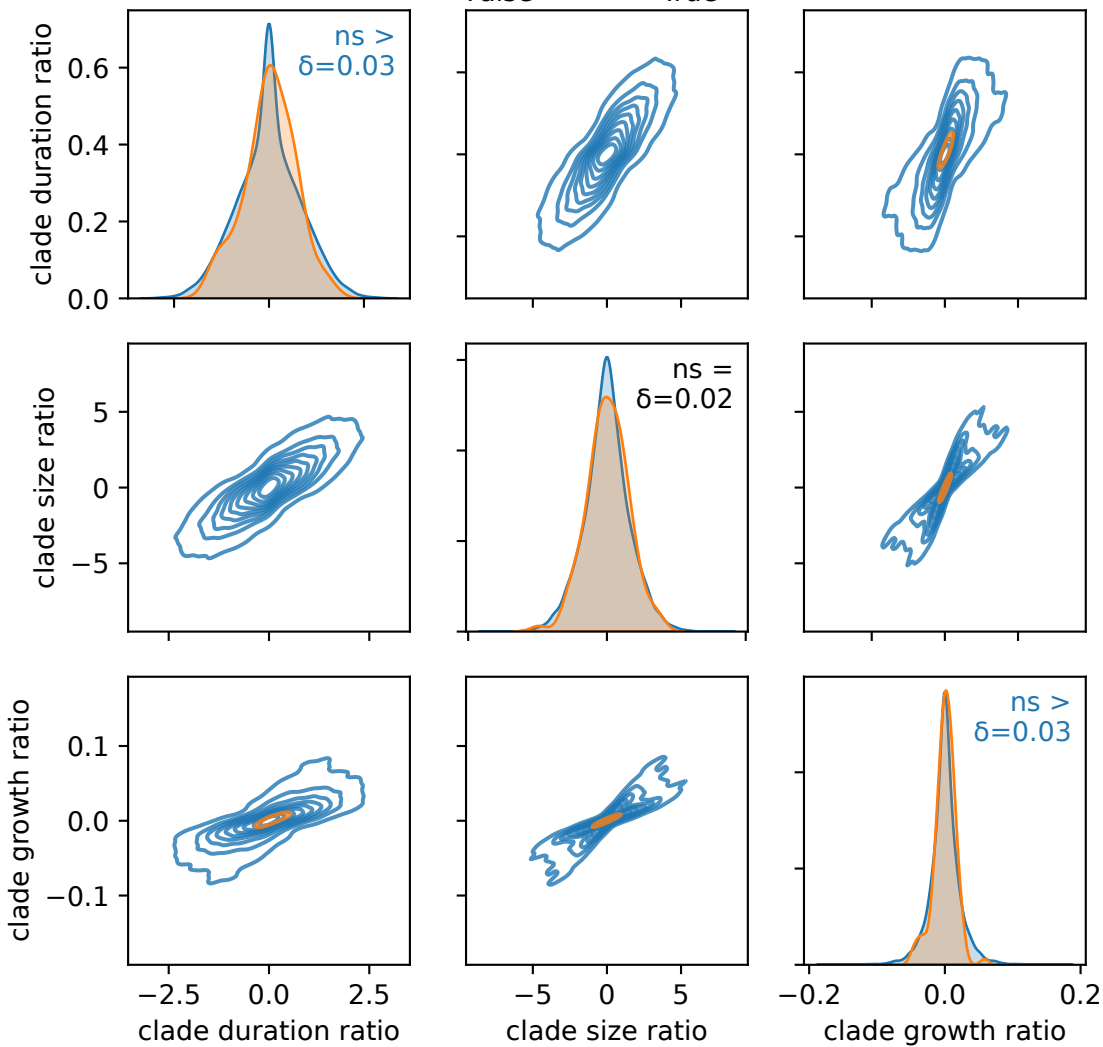 clade duration ratio
0.6
0.4
0.2
0.0
ns >
δ=0.03
clade size ratio
5
0
−5
ns =
δ=0.02
clade growth ratio
0.1
0.0
−0.1
ns >
δ=0.03
−2.5
0.0
2.5
−5
0
5
−0.2
0.0
0.2
clade duration ratio
clade size ratio
clade growth ratio